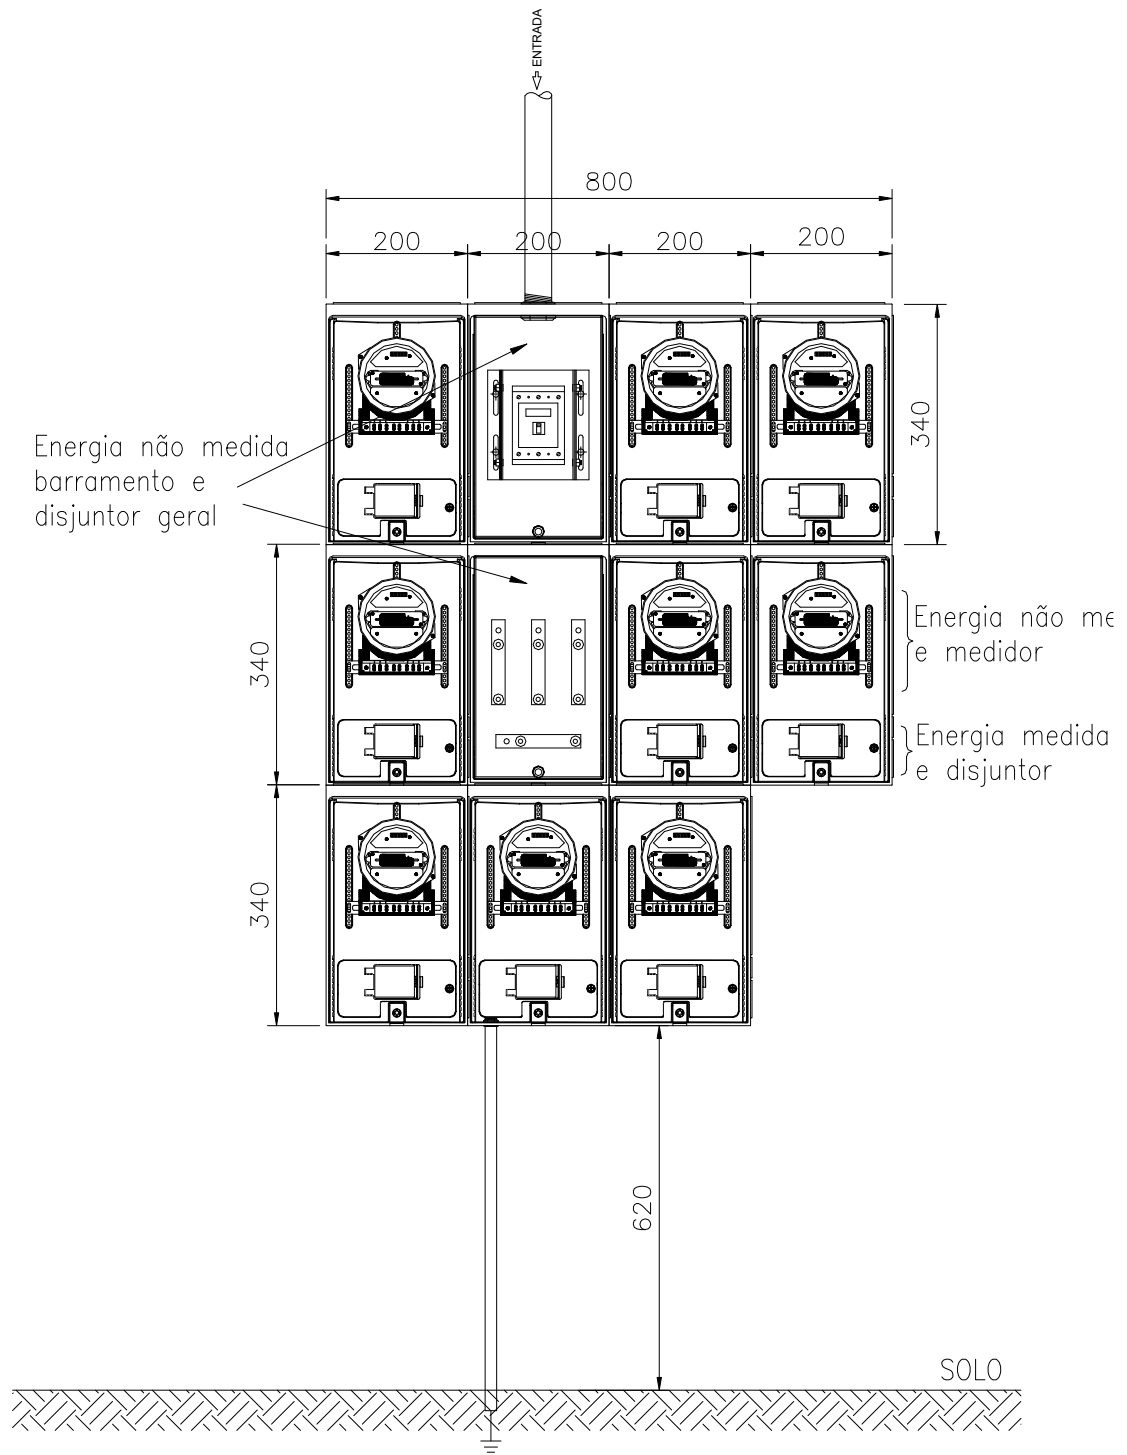 ENTRADA
800
200
200
200
200
340
Energia não medida
barramento e
disjuntor geral
340
Energia não
e medidor
Energia medida
e disjuntor
340
620
SOLO